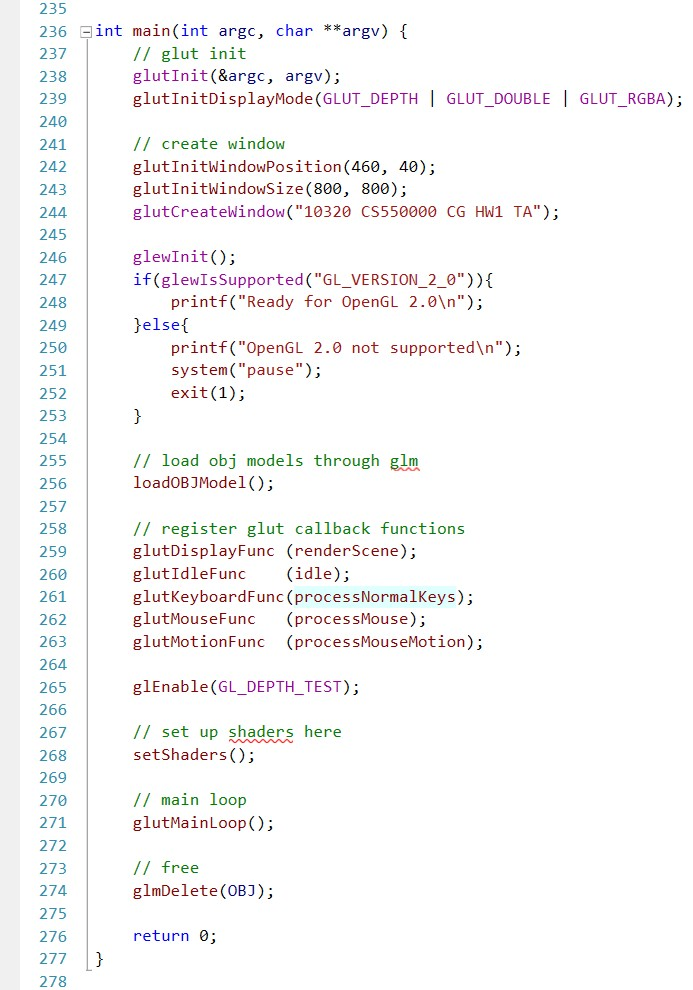 235
236 int main(int argc, char **argv) {
237     // glut init
238     glutInit(&argc, argv);
239     glutInitDisplayMode(GLUT_DEPTH | GLUT_DOUBLE | GLUT_RGBA);
240
241     // create window
242     glutInitWindowPosition(460, 40);
243     glutInitWindowSize(800, 800);
244     glutCreateWindow("10320 CS550000 CG HW1 TA");
245
246     glewInit();
247     if(glewIsSupported("GL_VERSION_2_0")){
248         printf("Ready for OpenGL 2.0\n");
249     }else{
250         printf("OpenGL 2.0 not supported\n");
251         system("pause");
252         exit(1);
253     }
254
255     // load obj models through glm
256     loadOBJModel();
257
258     // register glut callback functions
259     glutDisplayFunc (renderScene);
260     glutIdleFunc    (idle);
261     glutKeyboardFunc(processNormalKeys);
262     glutMouseFunc   (processMouse);
263     glutMotionFunc  (processMouseMotion);
264
265     glEnable(GL_DEPTH_TEST);
266
267     // set up shaders here
268     setShaders();
269
270     // main loop
271     glutMainLoop();
272
273     // free
274     glmDelete(OBJ);
275
276     return 0;
277 }
278